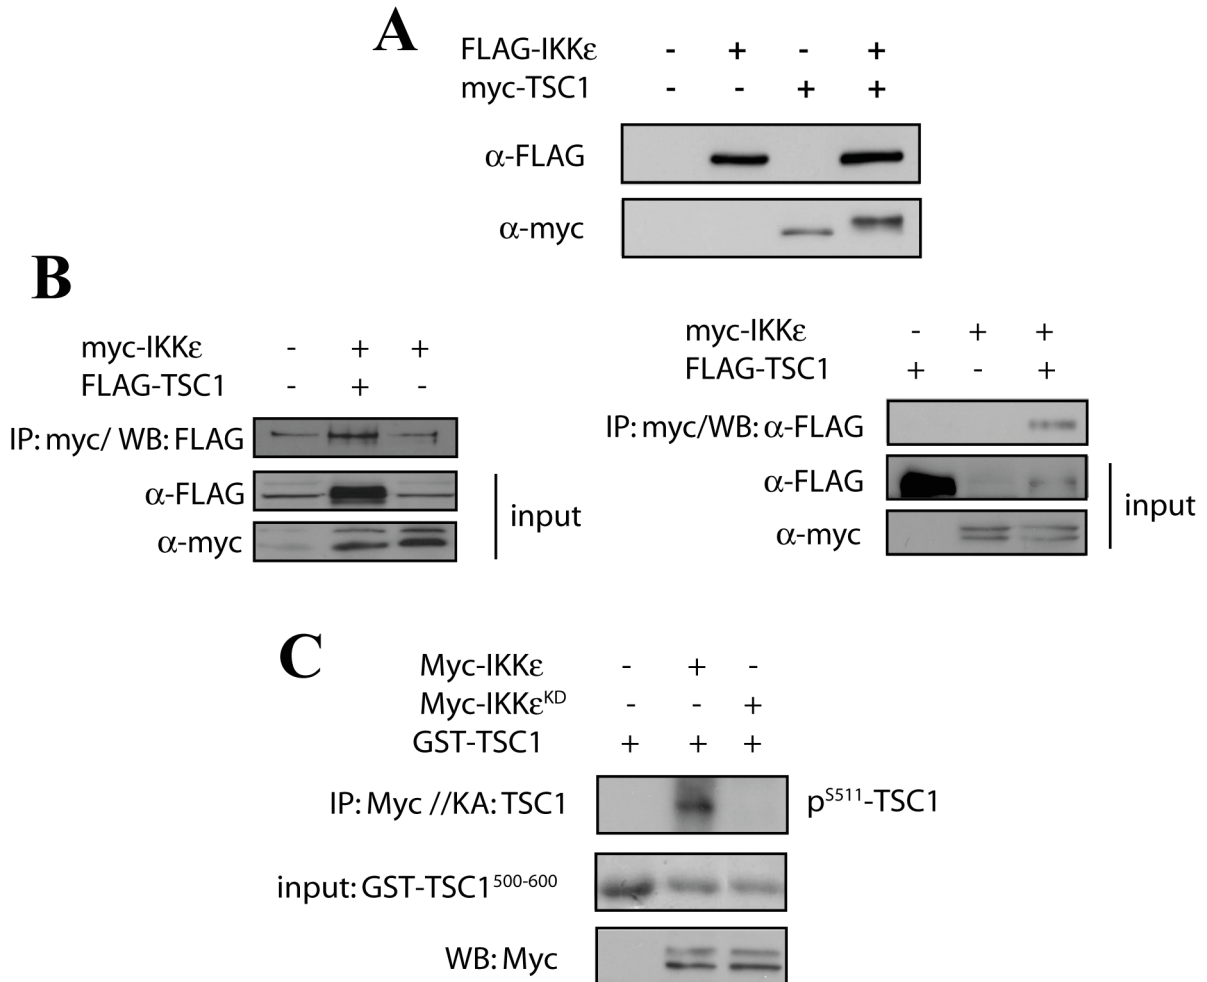 A
FLAG-IKKε - + - +
myc-TSC1 - - + +
α-FLAG
α-myc
B
myc-IKKε - + +
FLAG-TSC1 - + -
IP: myc/ WB: FLAG
α-FLAG
α-myc
input
myc-IKKε - + +
FLAG-TSC1 + - +
IP: myc/WB: α-FLAG
α-FLAG
α-myc
input
C
Myc-IKKε - + -
Myc-IKKε^KD - - +
GST-TSC1 + + +
IP: Myc //KA: TSC1 p^S511-TSC1
input: GST-TSC1^500-600
WB: Myc